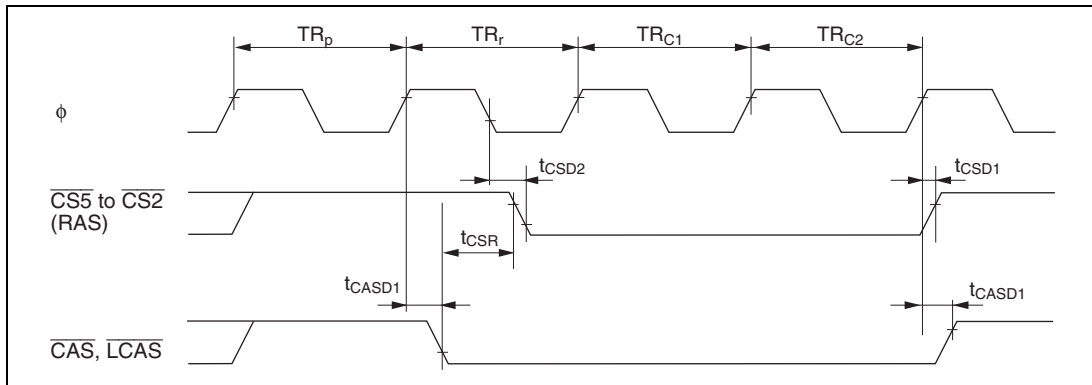 TRp TRr TRC1 TRC2
φ
tCSD2 tCSD1
CS5 to CS2
(RAS)
tCSR
tCASD1 tCASD1
CAS, LCAS